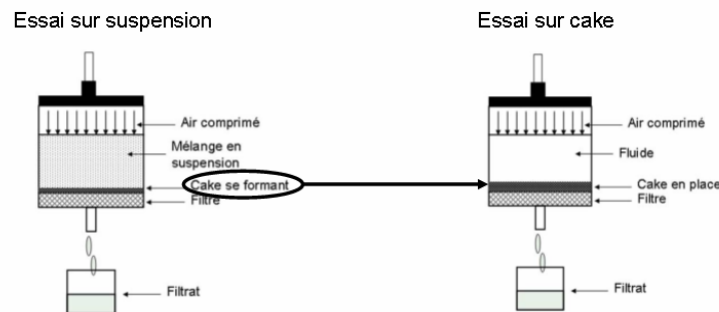 Essai sur suspension
Air comprimé
Mélange en
suspension
Cake se formant
Filtre
Filtrat
Essai sur cake
Air comprimé
Fluide
Cake en place
Filtre
Filtrat